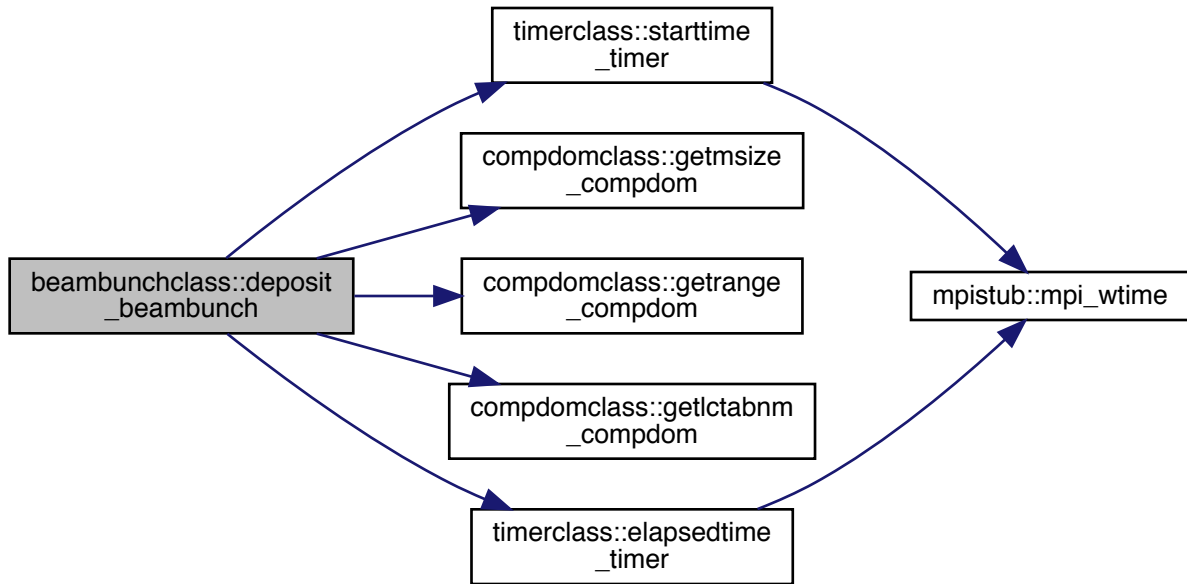 timerclass::starttime
_timer
compdomclass::getmsize
_compdom
beambunchclass::deposit
_beambunch
compdomclass::getrange
_compdom
mpistub::mpi_wtime
compdomclass::getlctabnm
_compdom
timerclass::elapsedtime
_timer